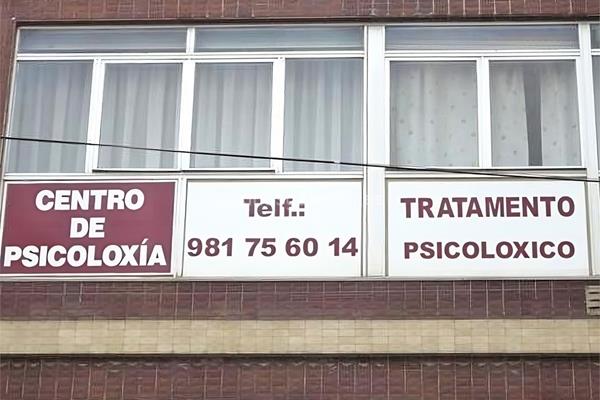 CENTRO
DE
PSICOLOXÍA
Telf.:
981 75 60 14
TRATAMENTO
PSICOLOXICO